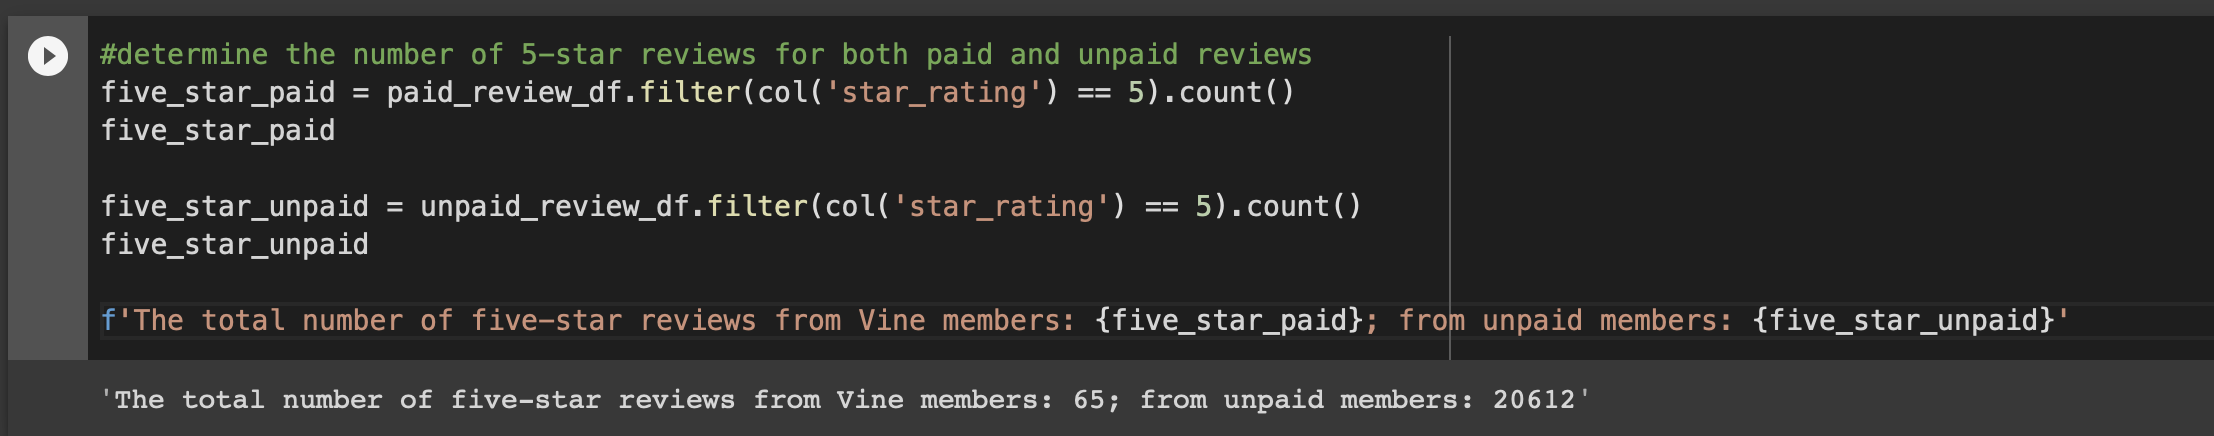 #determine the number of 5-star reviews for both paid and unpaid reviews
five_star_paid = paid_review_df.filter(col('star_rating') == 5).count()
five_star_paid
five_star_unpaid = unpaid_review_df.filter(col('star_rating') == 5).count()
five_star_unpaid
f'The total number of five-star reviews from Vine members: {five_star_paid}; from unpaid members: {five_star_unpaid}'
'The total number of five-star reviews from Vine members: 65; from unpaid members: 20612'